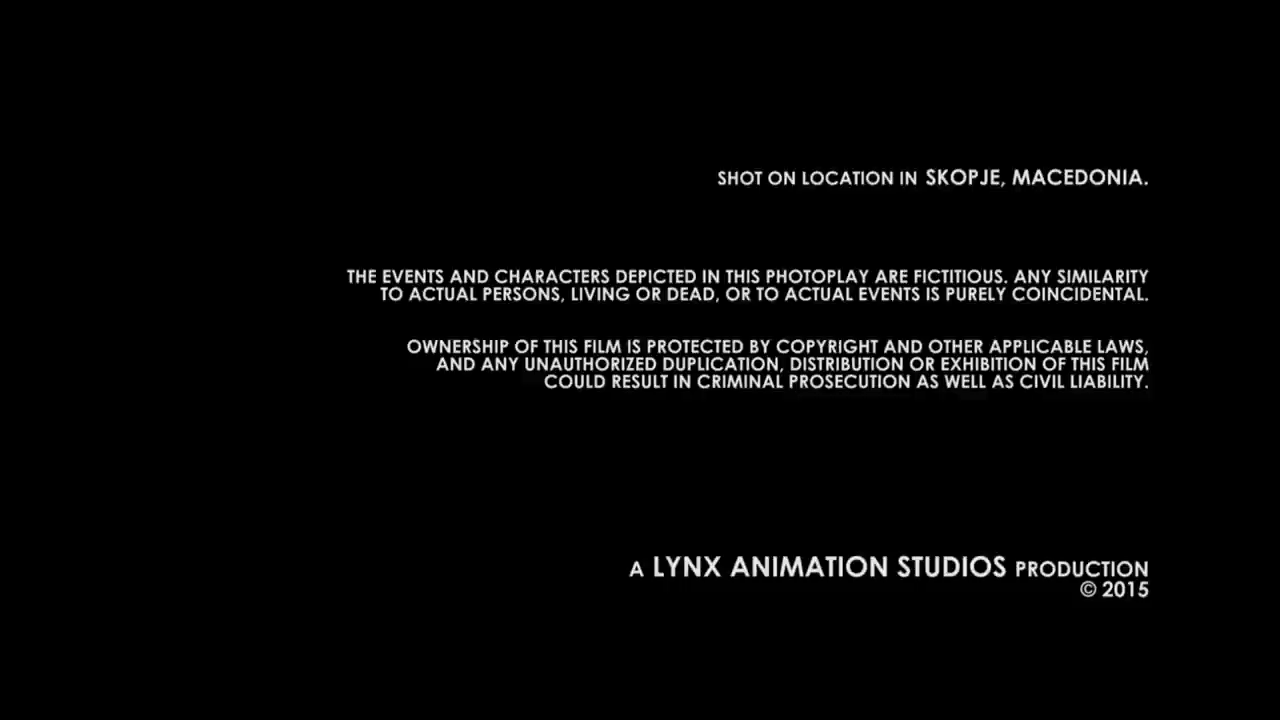 SHOT ON LOCATION IN SKOPJE, MACEDONIA.
THE EVENTS AND CHARACTERS DEPICTED IN THIS PHOTOPLAY ARE FICTITIOUS. ANY SIMILARITY
TO ACTUAL PERSONS, LIVING OR DEAD, OR TO ACTUAL EVENTS IS PURELY COINCIDENTAL.
OWNERSHIP OF THIS FILM IS PROTECTED BY COPYRIGHT AND OTHER APPLICABLE LAWS,
AND ANY UNAUTHORIZED DUPLICATION, DISTRIBUTION OR EXHIBITION OF THIS FILM
COULD RESULT IN CRIMINAL PROSECUTION AS WELL AS CIVIL LIABILITY.
A LYNX ANIMATION STUDIOS PRODUCTION
© 2015